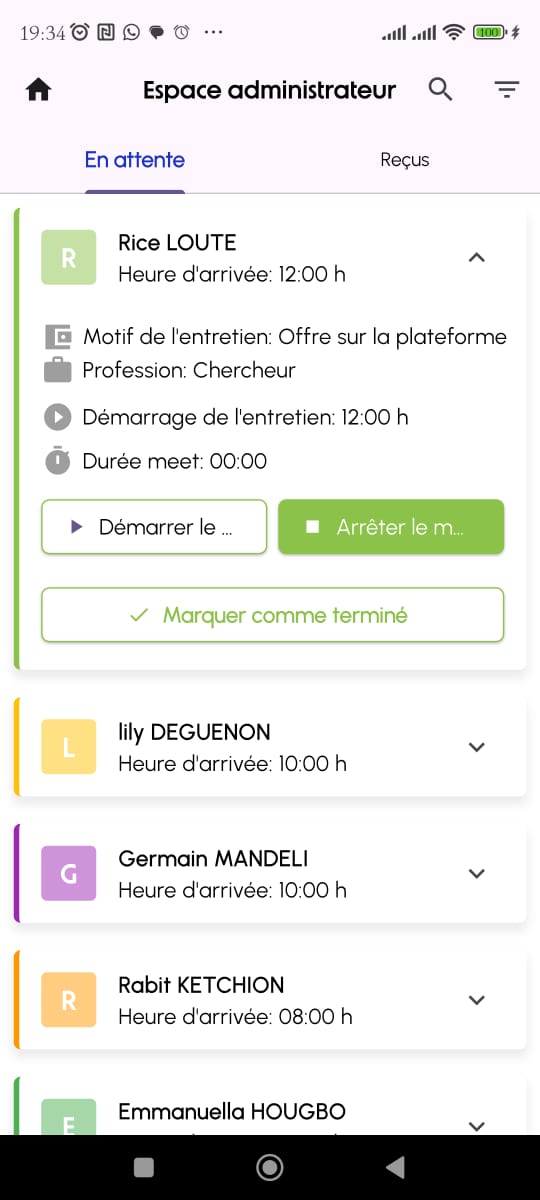 19:34
100
Espace administrateur
En attente
Reçus
R
Rice LOUTE
Heure d'arrivée: 12:00 h
Motif de l'entretien: Offre sur la plateforme
Profession: Chercheur
Démarrage de l'entretien: 12:00 h
Durée meet: 00:00
Démarrer le ...
Arrêter le m...
Marquer comme terminé
L
lily DEGUENON
Heure d'arrivée: 10:00 h
G
Germain MANDELI
Heure d'arrivée: 10:00 h
R
Rabit KETCHION
Heure d'arrivée: 08:00 h
E
Emmanuella HOUGBO